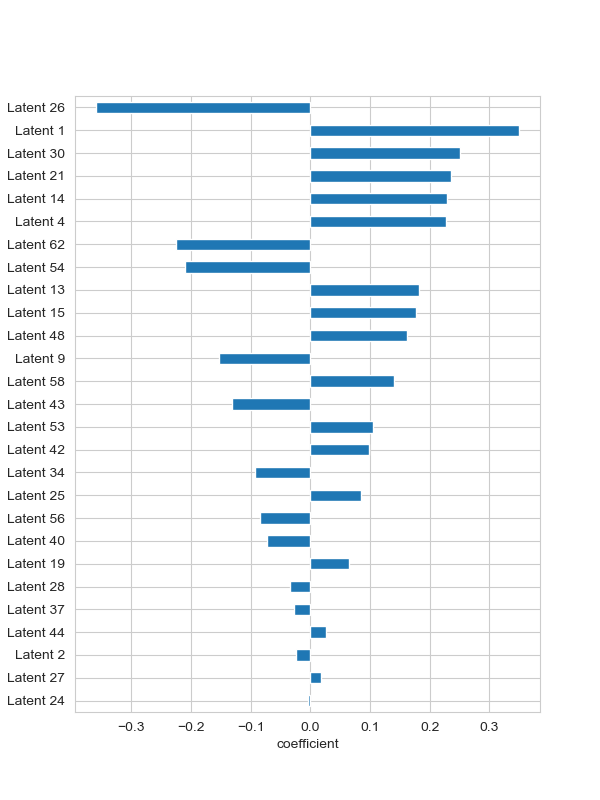 Latent 26
Latent 1
Latent 30
Latent 21
Latent 14
Latent 4
Latent 62
Latent 54
Latent 13
Latent 15
Latent 48
Latent 9
Latent 58
Latent 43
Latent 53
Latent 42
Latent 34
Latent 25
Latent 56
Latent 40
Latent 19
Latent 28
Latent 37
Latent 44
Latent 2
Latent 27
Latent 24
−0.3 −0.2 −0.1 0.0 0.1 0.2 0.3
coefficient